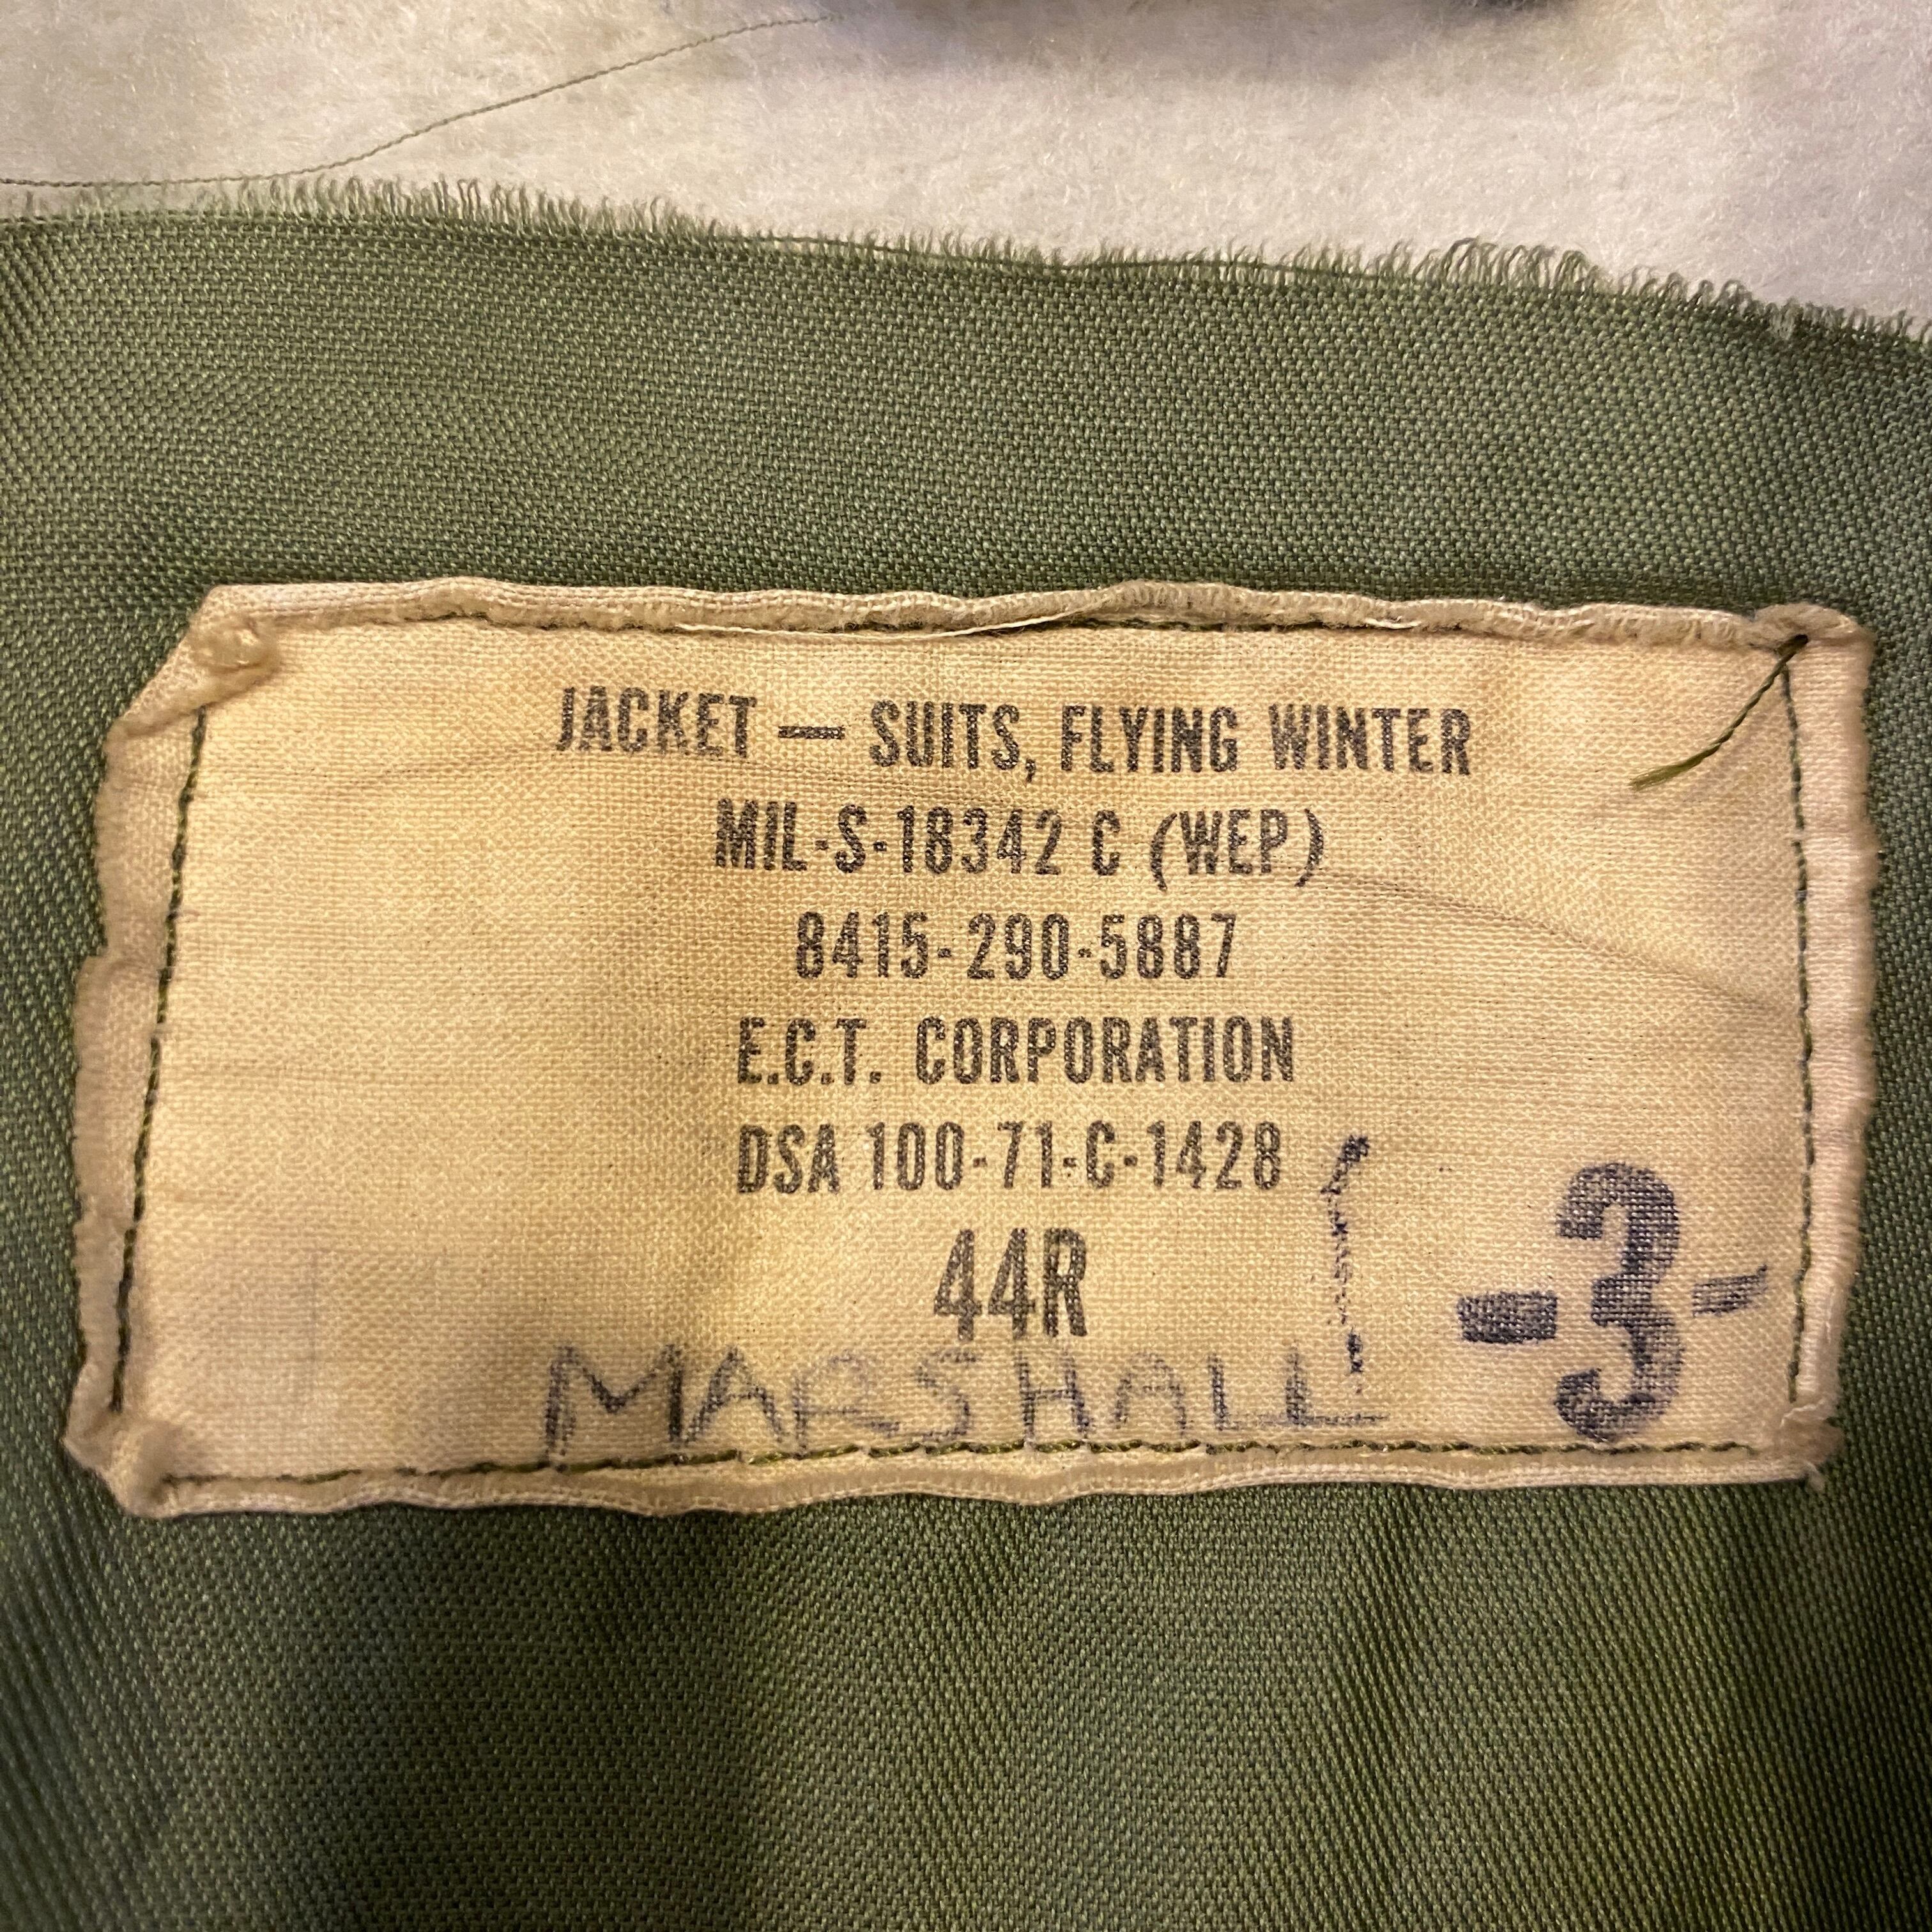 JACKET — SUITS, FLYING WINTER
MIL-S-18342 C (WEP)
8415-290-5887
E.C.T. CORPORATION
DSA 100-71-C-1428
44R
-3-
MARSHALL